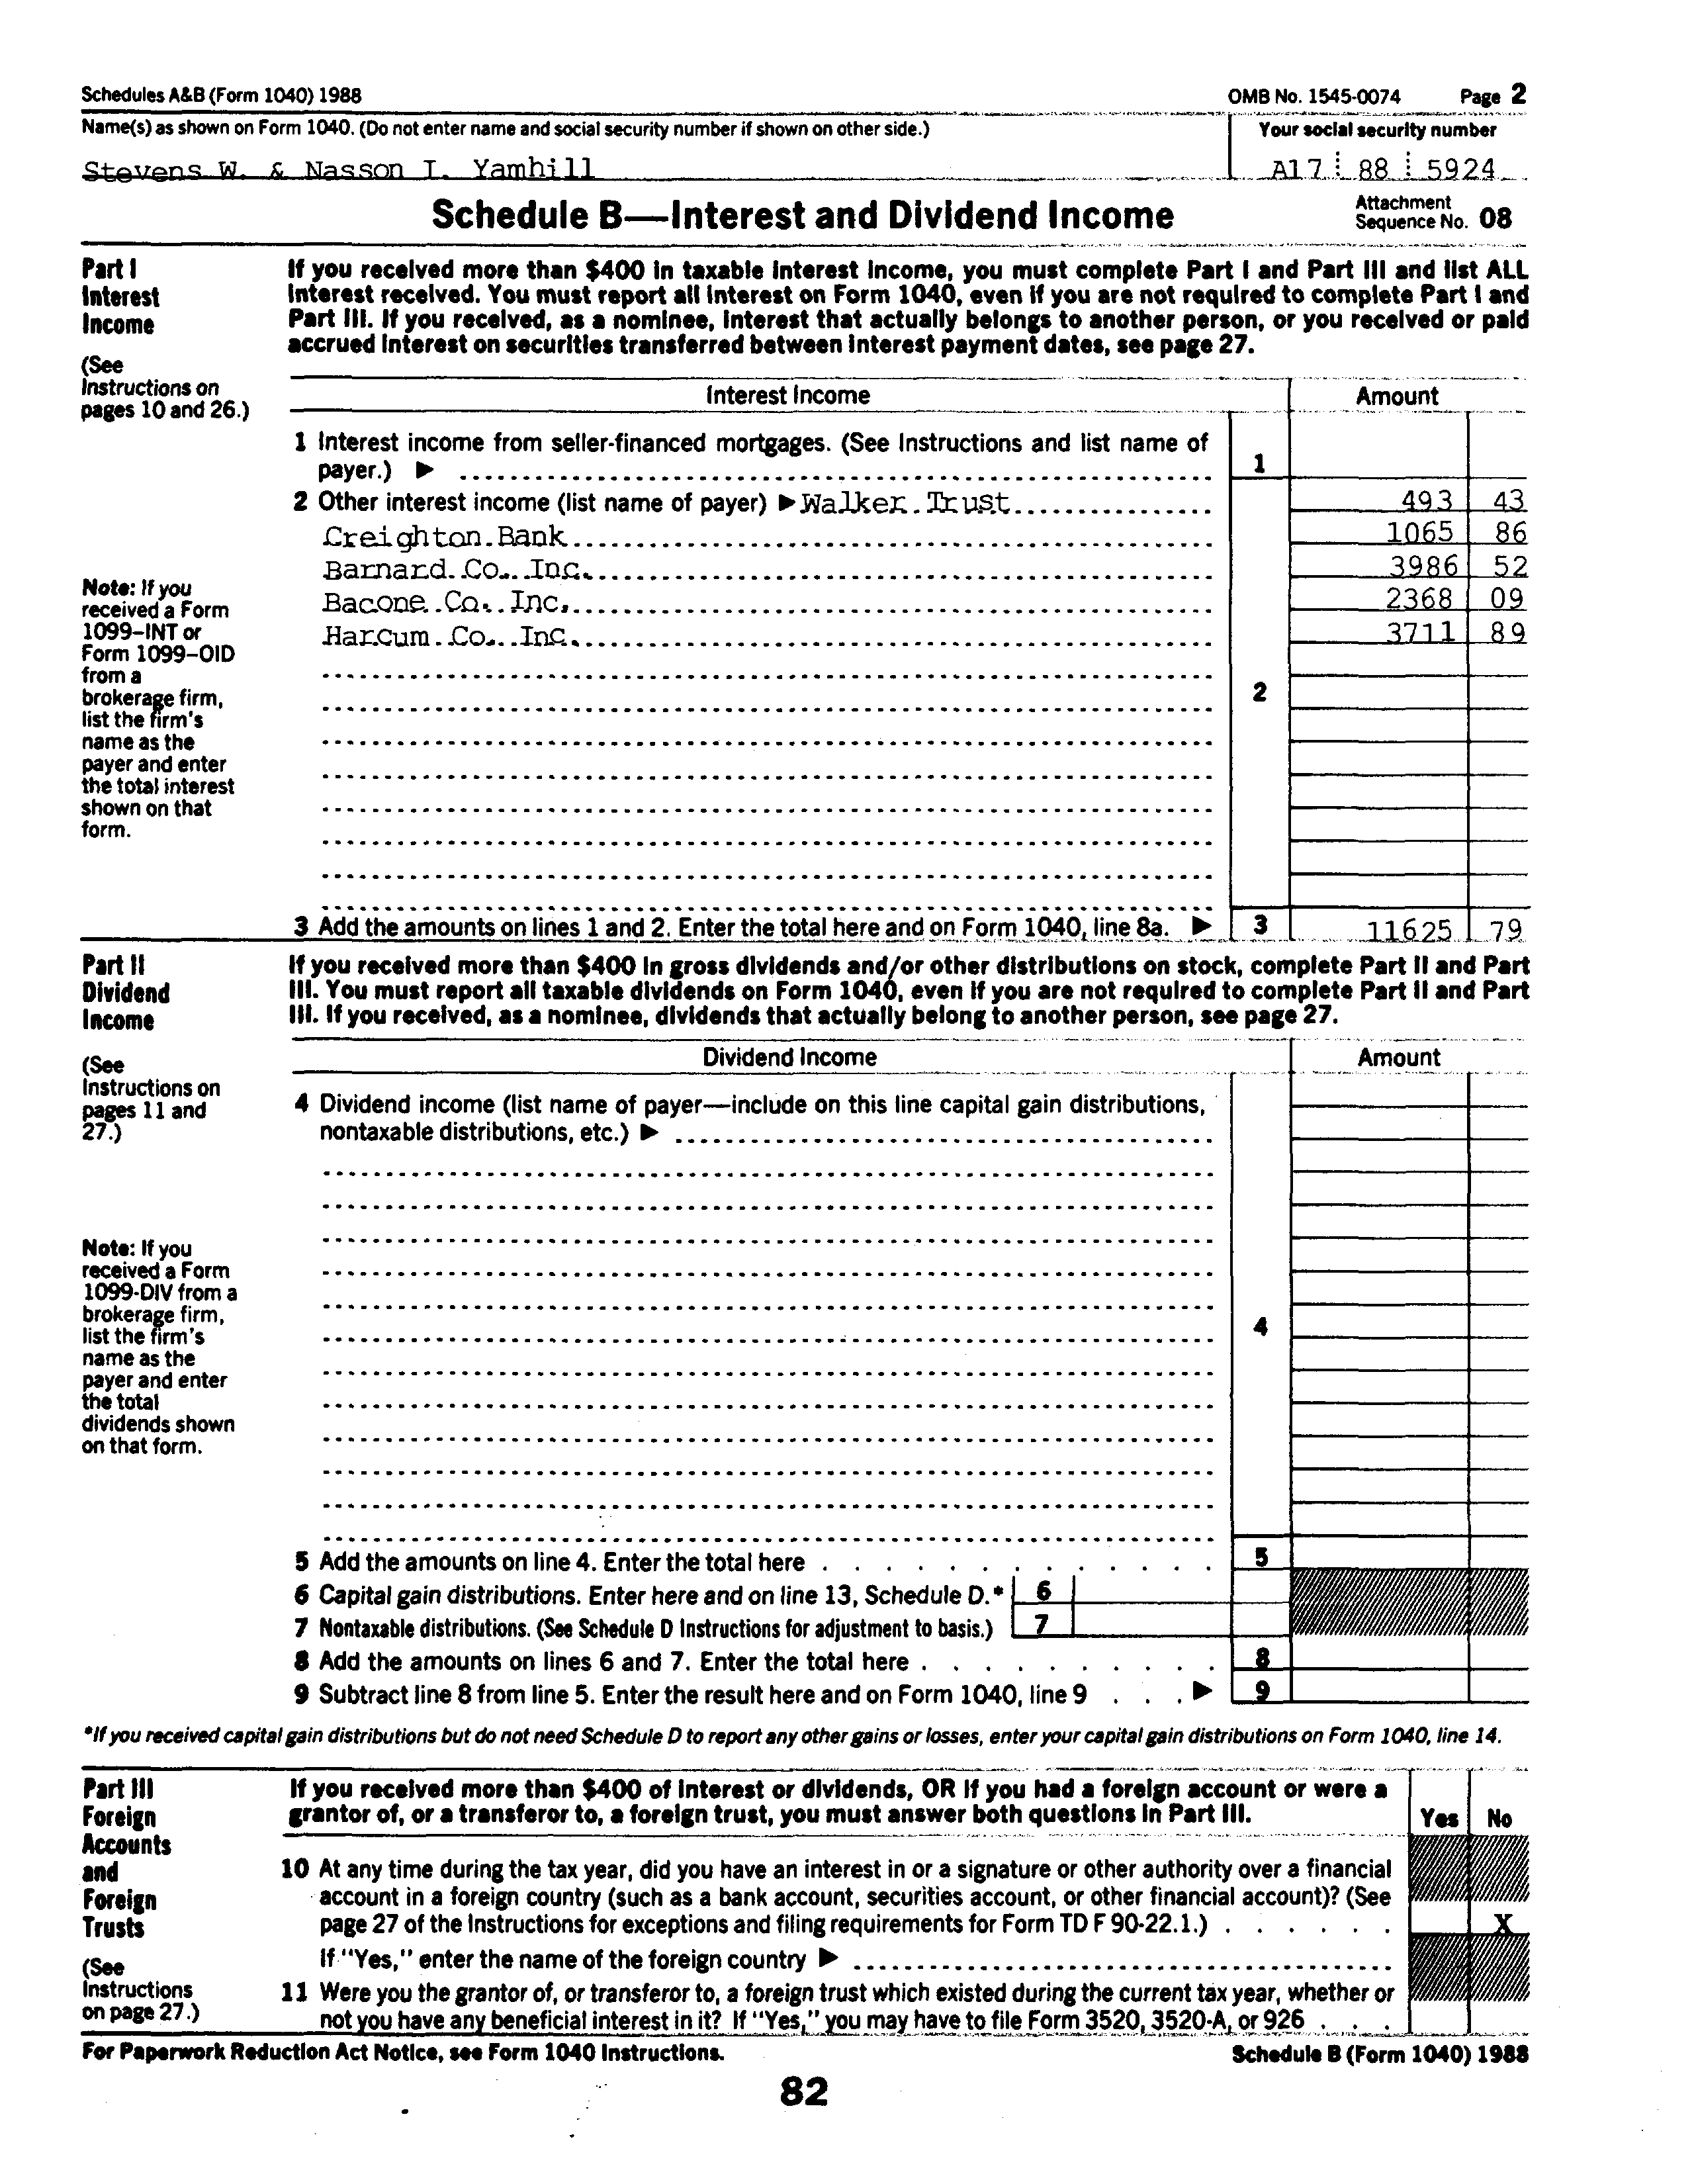 Schedules A&B (Form 1040) 1988 OMB No. 1545-0074 Page 2
Name(s) as shown on Form 1040. (Do not enter name and social security number if shown on other side.) Your social security number
Stevens W. & Nasson I. Yamhill A17 88 5924
Schedule B—Interest and Dividend Income Attachment Sequence No. 08
Part I
Interest
Income
(See
Instructions on
pages 10 and 26.)
If you received more than $400 in taxable interest income, you must complete Part I and Part III and list ALL
interest received. You must report all interest on Form 1040, even if you are not required to complete Part I and
Part III. If you received, as a nominee, interest that actually belongs to another person, or you received or paid
accrued interest on securities transferred between interest payment dates, see page 27.
Interest Income Amount
1 Interest income from seller-financed mortgages. (See Instructions and list name of
payer.) ▶ 1
2 Other interest income (list name of payer) ▶ Walker Trust 493 43
Creighton Bank 1065 86
Barnard Co. Inc. 3986 52
Bacone Co. Inc. 2368 09
Harcum Co. Inc. 3711 89
2
Note: If you
received a Form
1099–INT or
Form 1099–OID
from a
brokerage firm,
list the firm's
name as the
payer and enter
the total interest
shown on that
form.
3 Add the amounts on lines 1 and 2. Enter the total here and on Form 1040, line 8a. ▶ 3 11625 79
Part II
Dividend
Income
(See
Instructions on
pages 11 and
27.)
If you received more than $400 in gross dividends and/or other distributions on stock, complete Part II and Part
III. You must report all taxable dividends on Form 1040, even if you are not required to complete Part II and Part
III. If you received, as a nominee, dividends that actually belong to another person, see page 27.
Dividend Income Amount
4 Dividend income (list name of payer—include on this line capital gain distributions,
nontaxable distributions, etc.) ▶
4
Note: If you
received a Form
1099-DIV from a
brokerage firm,
list the firm's
name as the
payer and enter
the total
dividends shown
on that form.
5 Add the amounts on line 4. Enter the total here 5
6 Capital gain distributions. Enter here and on line 13, Schedule D.* 6
7 Nontaxable distributions. (See Schedule D Instructions for adjustment to basis.) 7
8 Add the amounts on lines 6 and 7. Enter the total here 8
9 Subtract line 8 from line 5. Enter the result here and on Form 1040, line 9 ▶ 9
*If you received capital gain distributions but do not need Schedule D to report any other gains or losses, enter your capital gain distributions on Form 1040, line 14.
Part III
Foreign
Accounts
and
Foreign
Trusts
(See
Instructions
on page 27.)
If you received more than $400 of interest or dividends, OR if you had a foreign account or were a
grantor of, or a transferor to, a foreign trust, you must answer both questions in Part III. Yes No
10 At any time during the tax year, did you have an interest in or a signature or other authority over a financial
account in a foreign country (such as a bank account, securities account, or other financial account)? (See
page 27 of the Instructions for exceptions and filing requirements for Form TD F 90-22.1.) X
If "Yes," enter the name of the foreign country ▶
11 Were you the grantor of, or transferor to, a foreign trust which existed during the current tax year, whether or
not you have any beneficial interest in it? If "Yes," you may have to file Form 3520, 3520-A, or 926
For Paperwork Reduction Act Notice, see Form 1040 Instructions. Schedule B (Form 1040) 1988
82